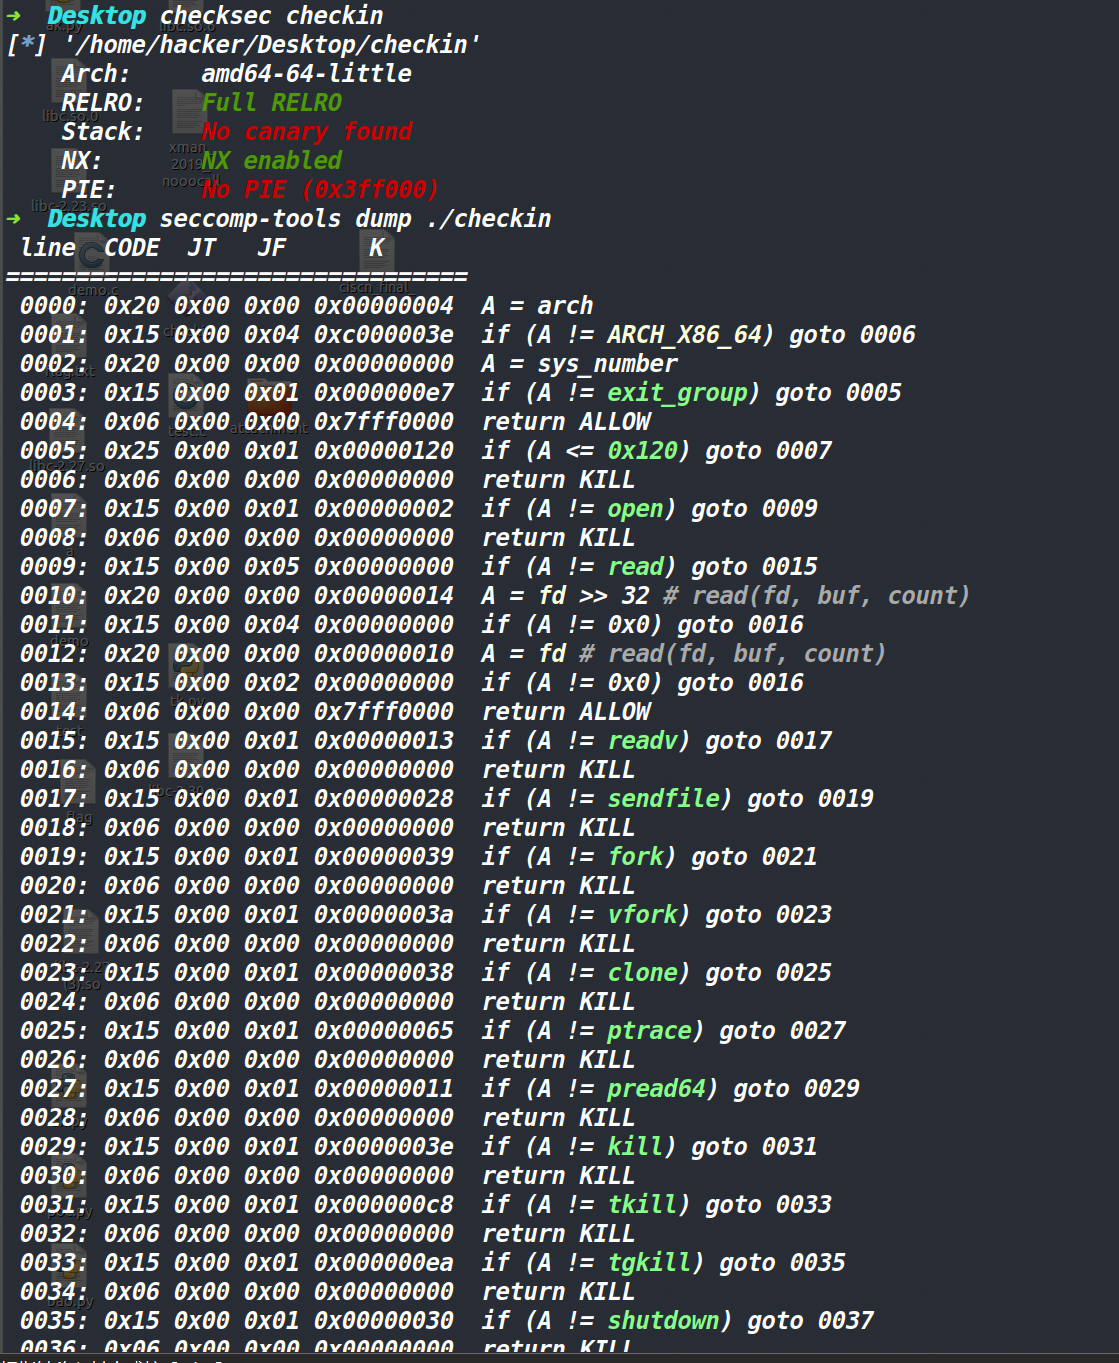 ➜ Desktop checksec checkin
[*] '/home/hacker/Desktop/checkin'
Arch: amd64-64-little
RELRO: Full RELRO
Stack: No canary found
NX: NX enabled
PIE: No PIE (0x3ff000)
➜ Desktop seccomp-tools dump ./checkin
line CODE JT JF K
=================================
0000: 0x20 0x00 0x00 0x00000004 A = arch
0001: 0x15 0x00 0x04 0xc000003e if (A != ARCH_X86_64) goto 0006
0002: 0x20 0x00 0x00 0x00000000 A = sys_number
0003: 0x15 0x00 0x01 0x000000e7 if (A != exit_group) goto 0005
0004: 0x06 0x00 0x00 0x7fff0000 return ALLOW
0005: 0x25 0x00 0x01 0x00000120 if (A <= 0x120) goto 0007
0006: 0x06 0x00 0x00 0x00000000 return KILL
0007: 0x15 0x00 0x01 0x00000002 if (A != open) goto 0009
0008: 0x06 0x00 0x00 0x00000000 return KILL
0009: 0x15 0x00 0x05 0x00000000 if (A != read) goto 0015
0010: 0x20 0x00 0x00 0x00000014 A = fd >> 32 # read(fd, buf, count)
0011: 0x15 0x00 0x04 0x00000000 if (A != 0x0) goto 0016
0012: 0x20 0x00 0x00 0x00000010 A = fd # read(fd, buf, count)
0013: 0x15 0x00 0x02 0x00000000 if (A != 0x0) goto 0016
0014: 0x06 0x00 0x00 0x7fff0000 return ALLOW
0015: 0x15 0x00 0x01 0x00000013 if (A != readv) goto 0017
0016: 0x06 0x00 0x00 0x00000000 return KILL
0017: 0x15 0x00 0x01 0x00000028 if (A != sendfile) goto 0019
0018: 0x06 0x00 0x00 0x00000000 return KILL
0019: 0x15 0x00 0x01 0x00000039 if (A != fork) goto 0021
0020: 0x06 0x00 0x00 0x00000000 return KILL
0021: 0x15 0x00 0x01 0x0000003a if (A != vfork) goto 0023
0022: 0x06 0x00 0x00 0x00000000 return KILL
0023: 0x15 0x00 0x01 0x00000038 if (A != clone) goto 0025
0024: 0x06 0x00 0x00 0x00000000 return KILL
0025: 0x15 0x00 0x01 0x00000065 if (A != ptrace) goto 0027
0026: 0x06 0x00 0x00 0x00000000 return KILL
0027: 0x15 0x00 0x01 0x00000011 if (A != pread64) goto 0029
0028: 0x06 0x00 0x00 0x00000000 return KILL
0029: 0x15 0x00 0x01 0x0000003e if (A != kill) goto 0031
0030: 0x06 0x00 0x00 0x00000000 return KILL
0031: 0x15 0x00 0x01 0x000000c8 if (A != tkill) goto 0033
0032: 0x06 0x00 0x00 0x00000000 return KILL
0033: 0x15 0x00 0x01 0x000000ea if (A != tgkill) goto 0035
0034: 0x06 0x00 0x00 0x00000000 return KILL
0035: 0x15 0x00 0x01 0x00000030 if (A != shutdown) goto 0037
0036: 0x06 0x00 0x00 0x00000000 return KILL